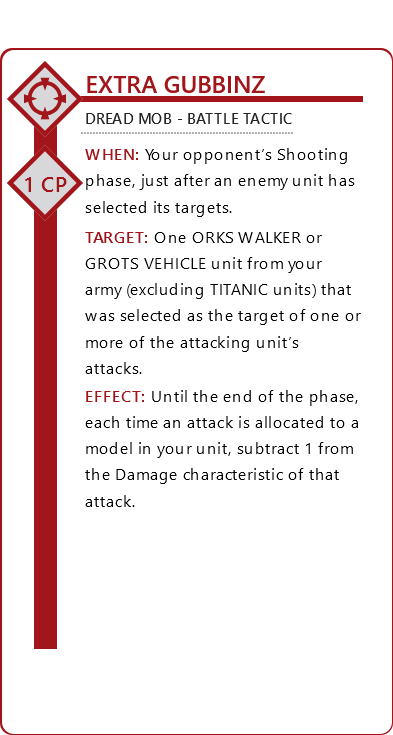 EXTRA GUBBINZ
DREAD MOB - BATTLE TACTIC
WHEN: Your opponent's Shooting
phase, just after an enemy unit has
selected its targets.
1 CP
TARGET: One ORKS WALKER or
GROTS VEHICLE unit from your
army (excluding TITANIC units) that
was selected as the target of one or
more of the attacking unit's
attacks.
EFFECT: Until the end of the phase,
each time an attack is allocated to a
model in your unit, subtract 1 from
the Damage characteristic of that
attack.